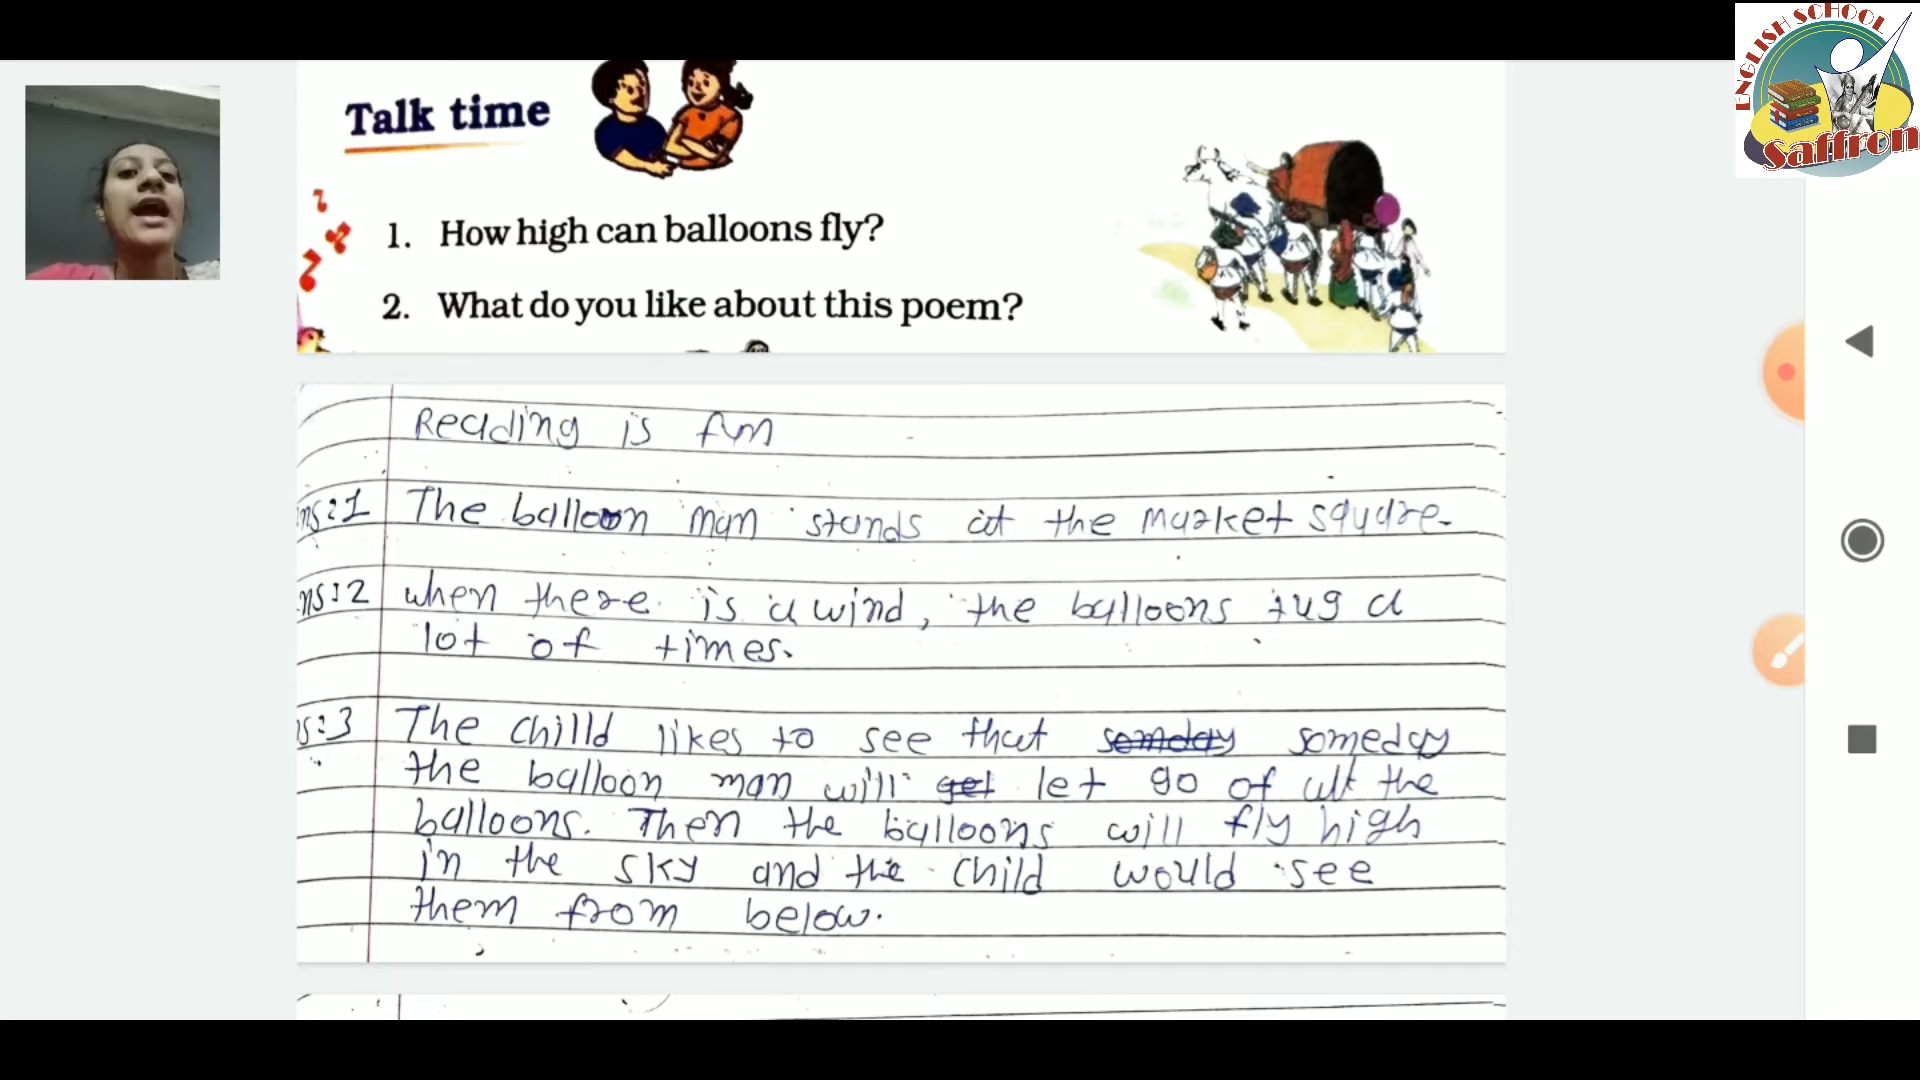 ENGLISH SCHOOL
Saffron
Talk time
1. How high can balloons fly?
2. What do you like about this poem?
Reading is fun
ns:1 The balloon man stands at the market square.
ns:2 when there is a wind, the balloons tug a
lot of times.
s:3 The chilld likes to see that somday someday
the balloon man will get let go of all the
balloons. Then the balloons will fly high
in the sky and the child would see
them from below.